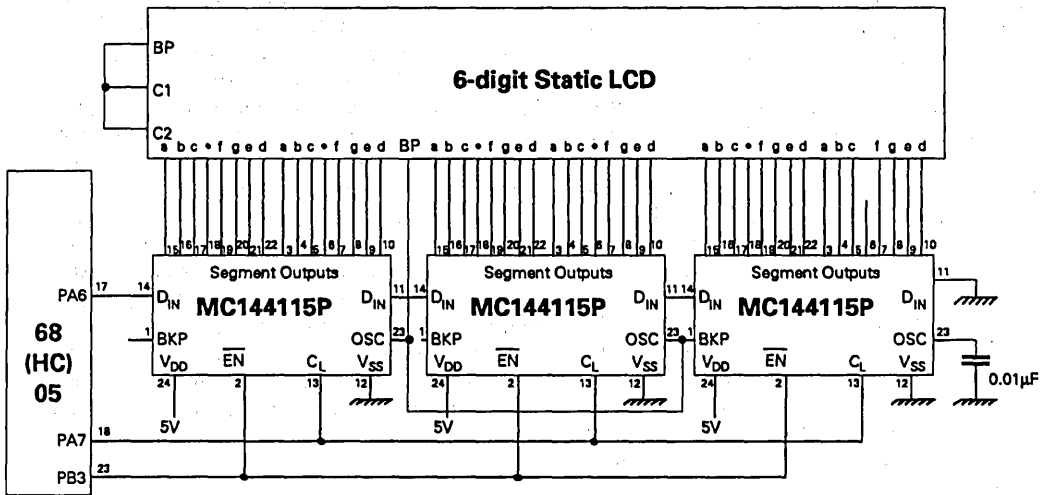 BP
C1
C2
6-digit Static LCD
a b c • f g e d a b c • f g e d BP a b c • f g e d a b c • f g e d a b c • f g e d a b c f g e d
15 16 17 18 19 20 21 22 3 4 5 6 7 8 9 10 15 16 17 18 19 20 21 22 3 4 5 6 7 8 9 10 15 16 17 18 19 20 21 22 3 4 5 6 7 8 9 10
Segment Outputs Segment Outputs Segment Outputs
MC144115P MC144115P MC144115P
PA6 17 14 DIN DIN 11 14 DIN DIN 11 14 DIN DIN 11
1 BKP OSC 23 1 BKP OSC 23 1 BKP OSC 23
VDD EN CL VSS VDD EN CL VSS VDD EN CL VSS
24 2 13 12 24 2 13 12 24 2 13 12
0.01μF
68
(HC)
05
5V 5V 5V
PA7 18
PB3 23